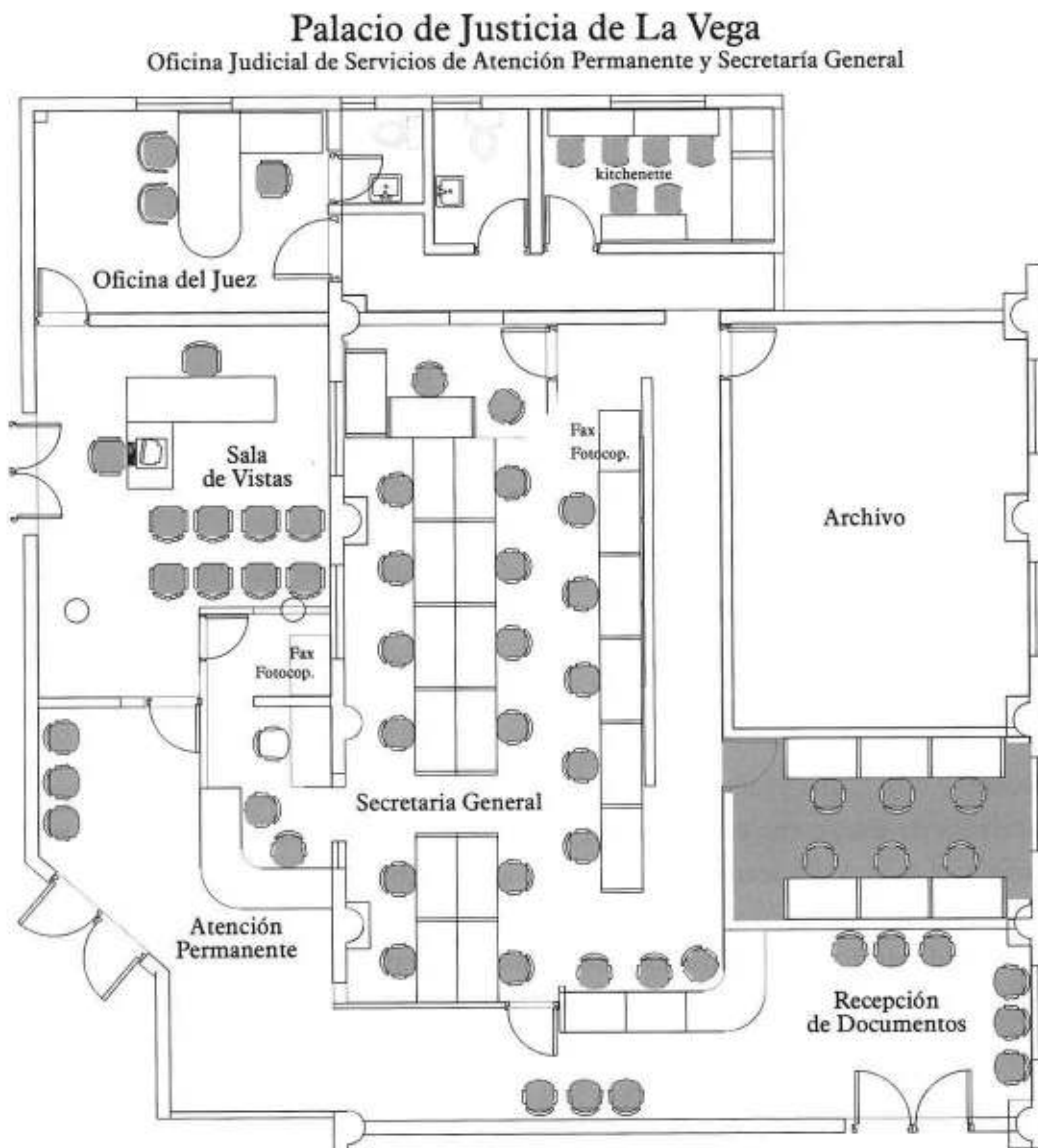 Palacio de Justicia de La Vega
Oficina Judicial de Servicios de Atención Permanente y Secretaría General
kitchenette
Oficina del Juez
Fax
Fotocop.
Sala
de Vistas
Archivo
Fax
Fotocop.
Secretaria General
Atención
Permanente
Recepción
de Documentos